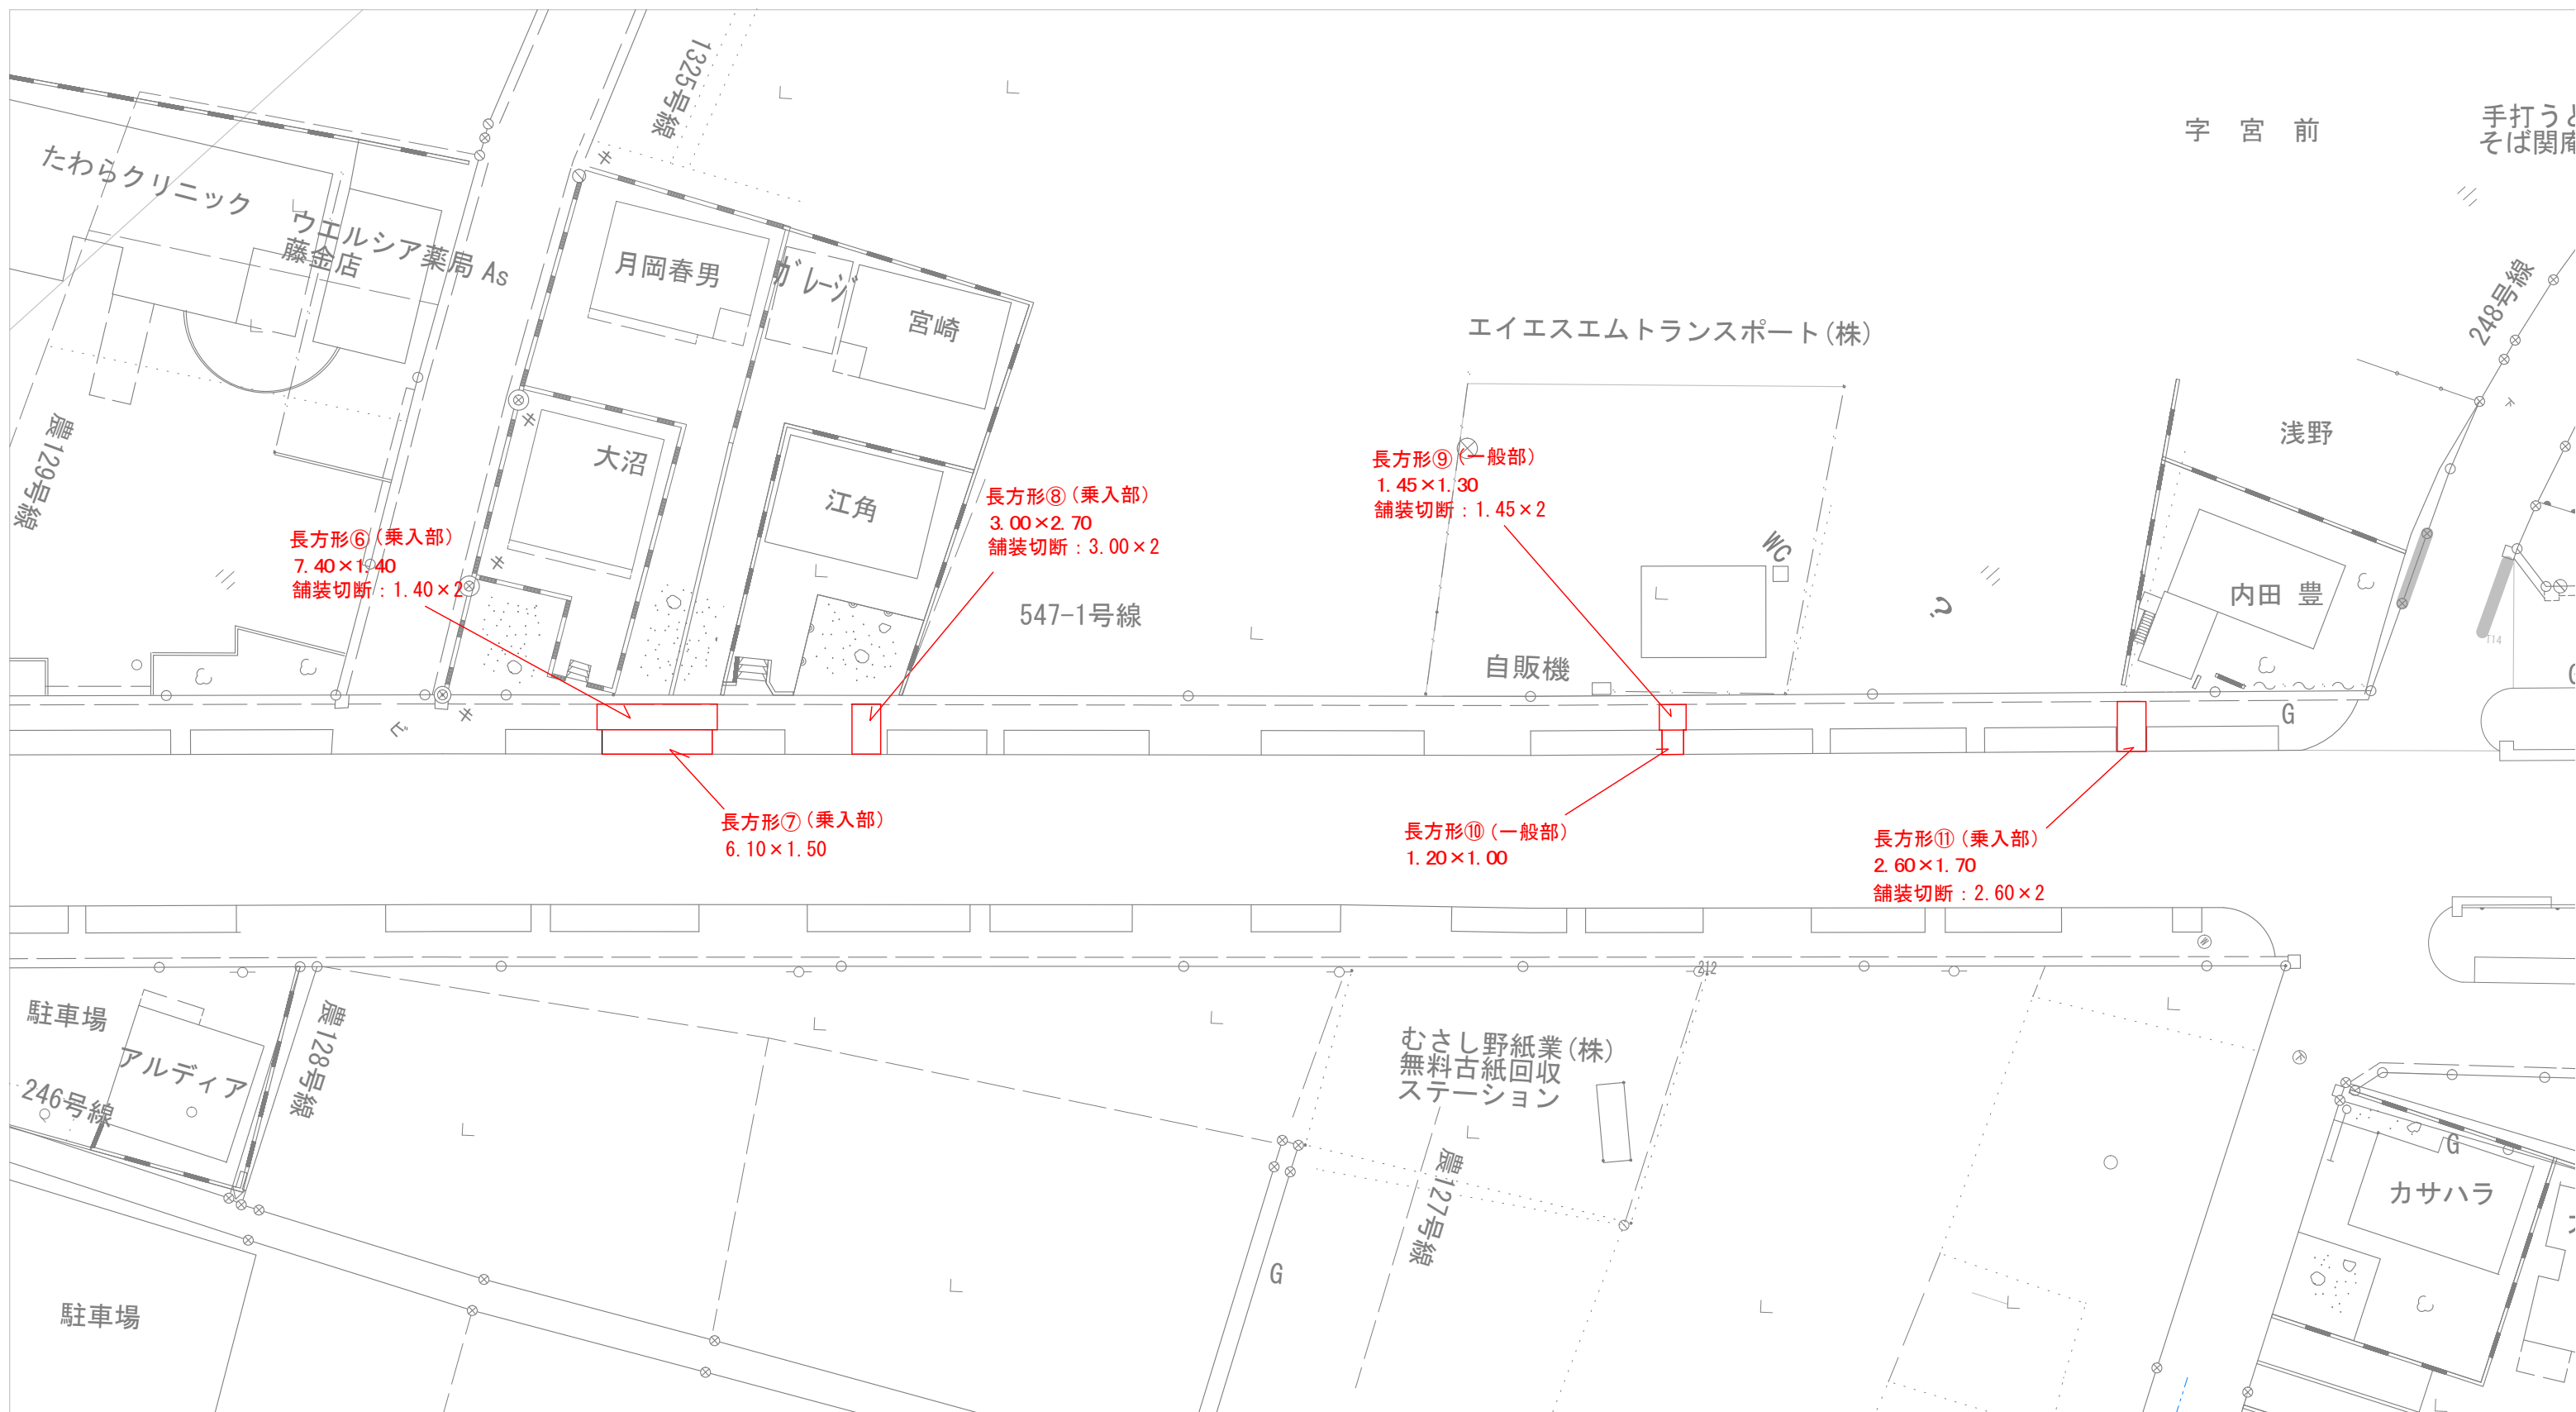 1325号線
字 宮 前
手打うど
そば関庵
たわらクリニック
ウエルシア薬局 As
藤金店
月岡春男
ガレージ
宮崎
248号線
エイエスエムトランスポート(株)
農129号線
大沼
浅野
長方形⑨(一般部)
1.45×1.30
舗装切断：1.45×2
江角
長方形⑧(乗入部)
3.00×2.70
舗装切断：3.00×2
長方形⑥(乗入部)
7.40×1.40
舗装切断：1.40×2
WC
547-1号線
?
内田 豊
T14
自販機
G
G
ビ
長方形⑦(乗入部)
6.10×1.50
長方形⑩(一般部)
1.20×1.00
長方形⑪(乗入部)
2.60×1.70
舗装切断：2.60×2
212
駐車場
アルディア
246号線
農128号線
むさし野紙業(株)
無料古紙回収
ステーション
農127号線
G
G
カサハラ
駐車場